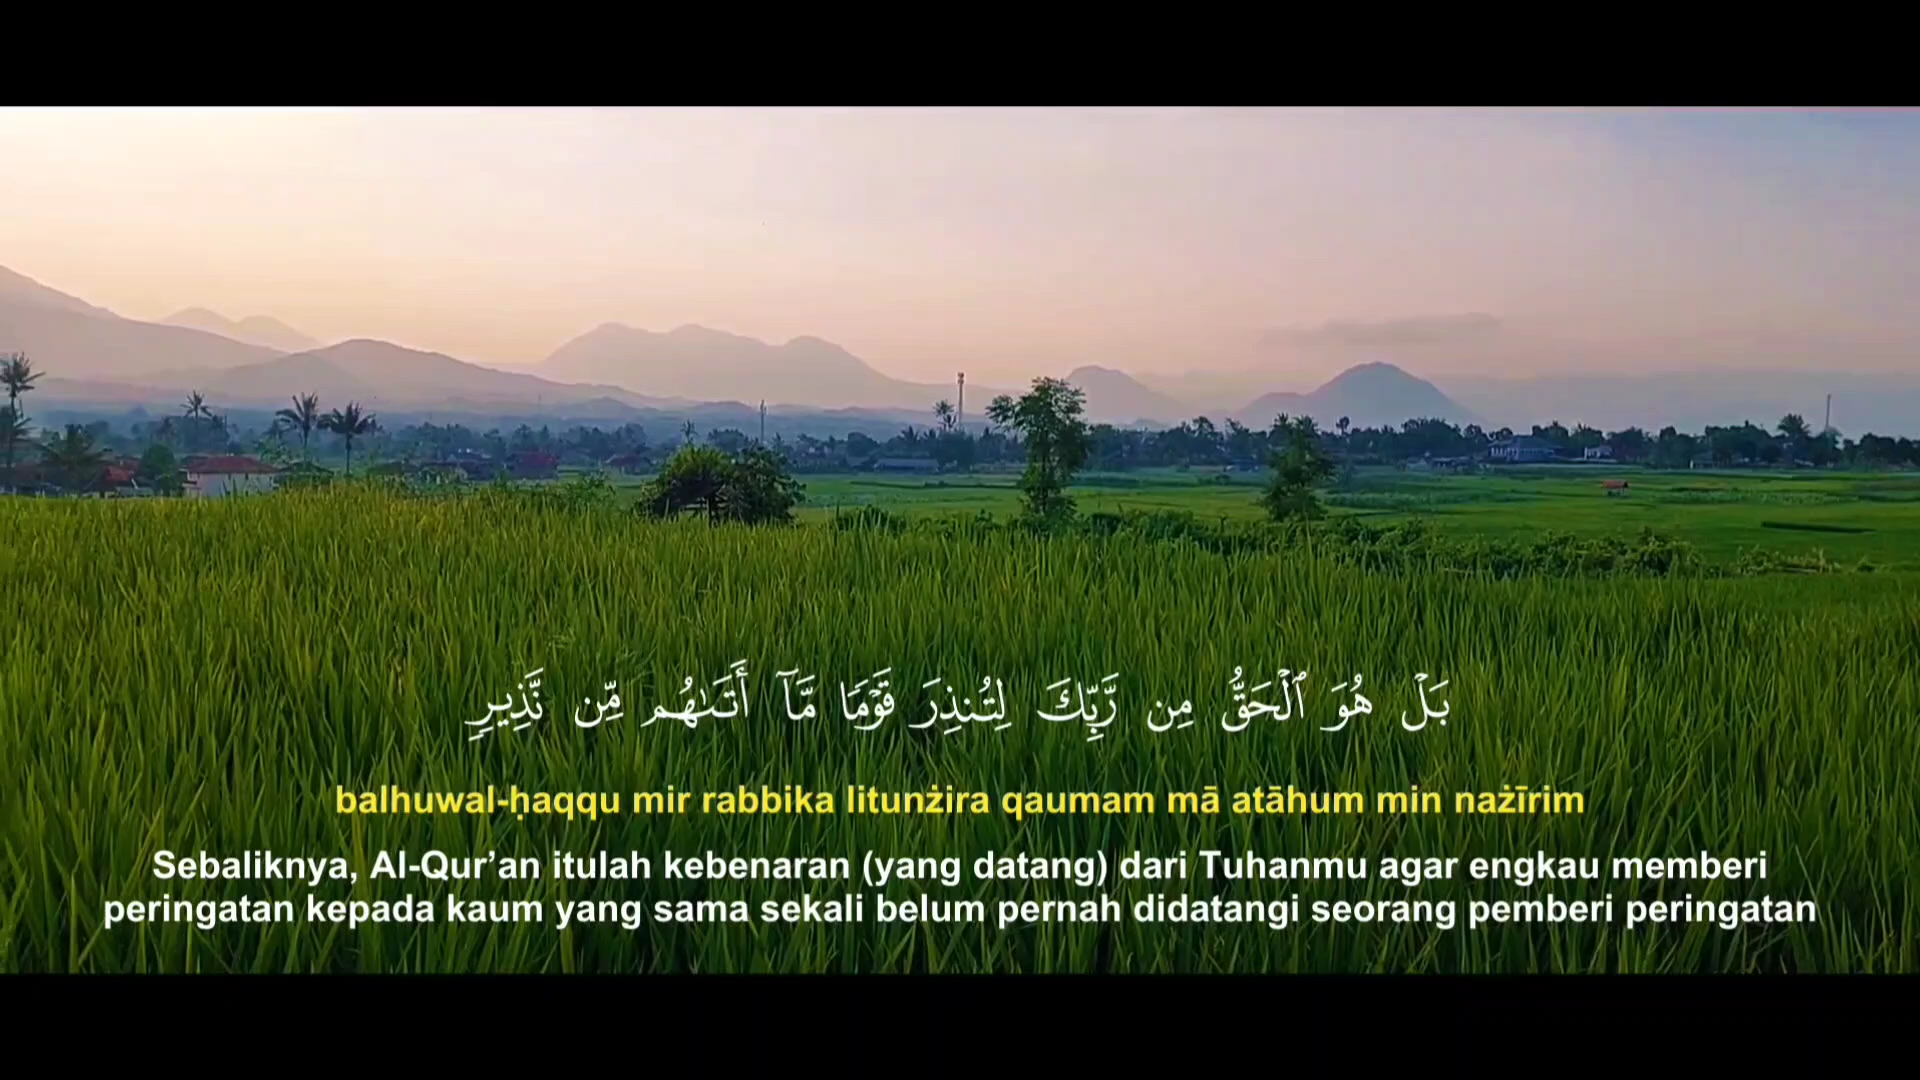 بَلْ هُوَ ٱلْحَقُّ مِن رَّبِّكَ لِتُنذِرَ قَوْمًا مَّآ أَتَىٰهُم مِّن نَّذِيرٍ
balhuwal-ḥaqqu mir rabbika litunżira qaumam mā atāhum min nażīrim
Sebaliknya, Al-Qur’an itulah kebenaran (yang datang) dari Tuhanmu agar engkau memberi
peringatan kepada kaum yang sama sekali belum pernah didatangi seorang pemberi peringatan